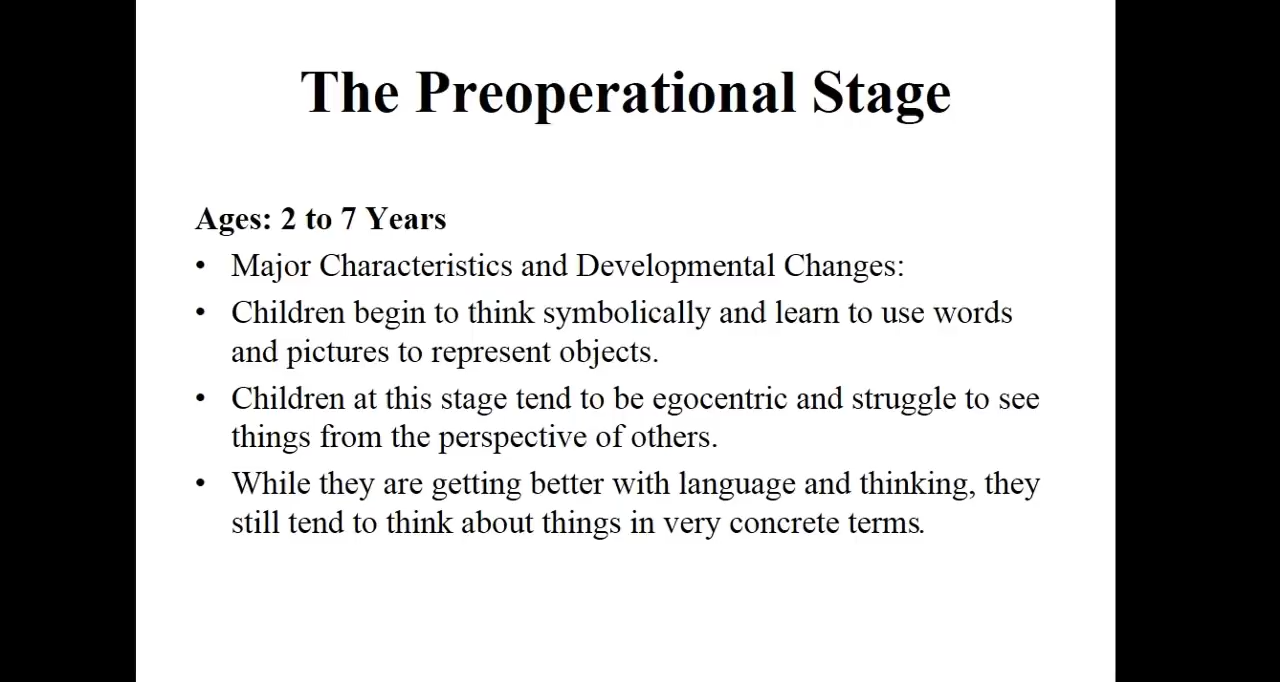 The Preoperational Stage
Ages: 2 to 7 Years
• Major Characteristics and Developmental Changes:
• Children begin to think symbolically and learn to use words
and pictures to represent objects.
• Children at this stage tend to be egocentric and struggle to see
things from the perspective of others.
• While they are getting better with language and thinking, they
still tend to think about things in very concrete terms.